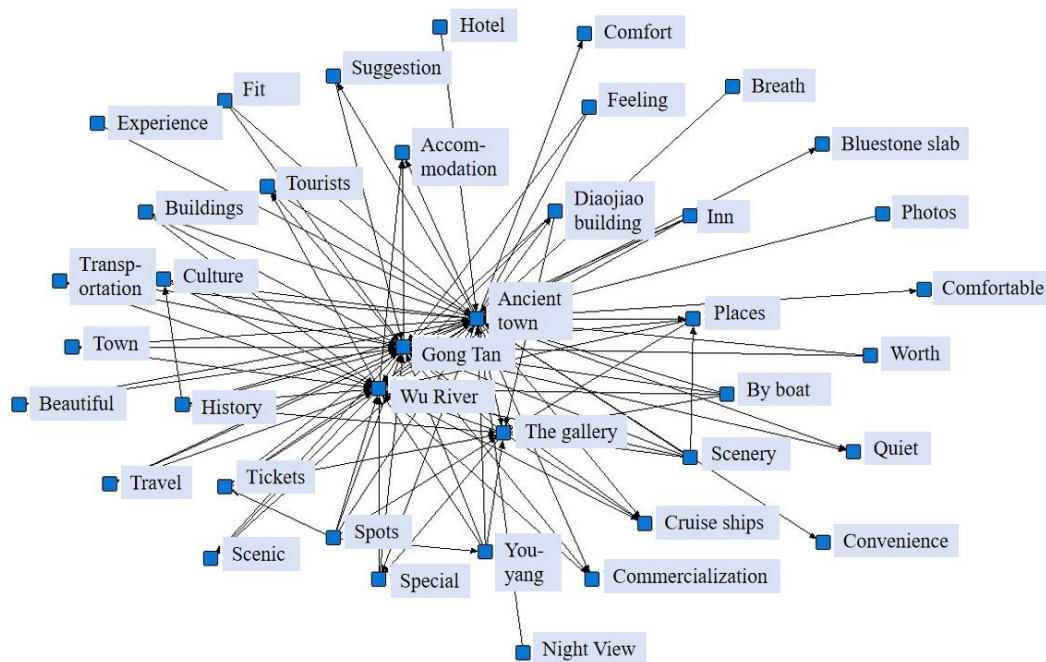 Hotel
Comfort
Suggestion
Fit
Feeling
Breath
Experience
Accom-
modation
Bluestone slab
Tourists
Buildings
Diaojiao
building
Inn
Photos
Transp-
ortation
Culture
Ancient
town
Places
Comfortable
Town
Gong Tan
Worth
Beautiful
History
Wu River
By boat
The gallery
Scenery
Quiet
Travel
Tickets
Spots
Cruise ships
Convenience
Scenic
Special
You-
yang
Commercialization
Night View